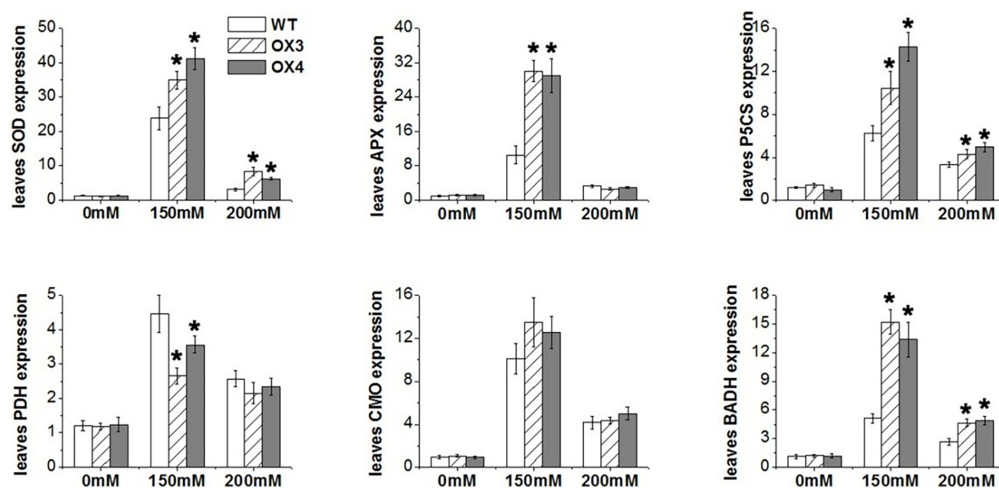 leaves SOD expression
50
40
30
20
10
0
WT
OX3
OX4
* * * *
0mM 150mM 200mM
leaves APX expression
40
32
24
16
8
0
* *
0mM 150mM 200mM
leaves P5CS expression
16
12
8
4
0
* * * *
0mM 150mM 200mM
leaves PDH expression
5
4
3
2
1
0
* *
0mM 150mM 200mM
leaves CMO expression
16
12
8
4
0
0mM 150mM 200mM
leaves BADH expression
18
15
12
9
6
3
0
* * * *
0mM 150mM 200mM